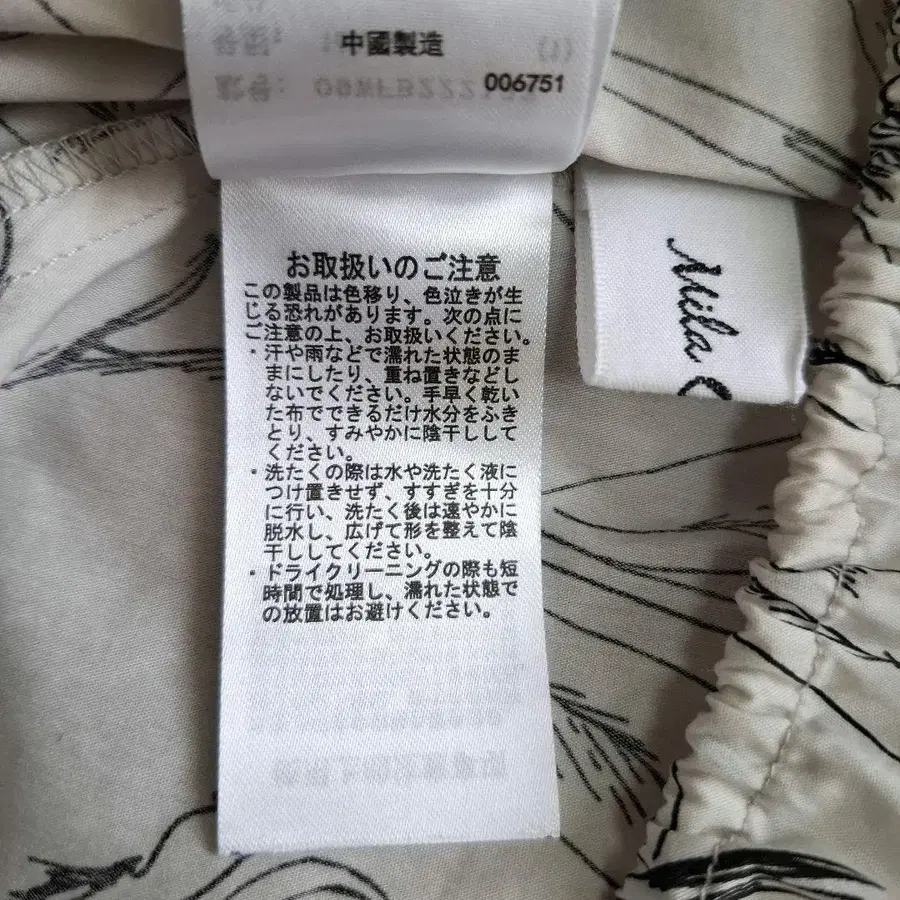 中國製造
006751
お取扱いのご注意
この製品は色移り、色泣きが生
じる恐れがあります。次の点に
ご注意の上、お取扱いください。
・汗や雨などで濡れた状態のま
まにしたり、重ね置きなどし
ないでください。手早く乾い
た布でできるだけ水分をふき
とり、すみやかに陰干しして
ください。
・洗たくの際は水や洗たく液に
つけ置きせず、すすぎを十分
に行い、洗たく後は速やかに
脱水し、広げて形を整えて陰
干ししてください。
・ドライクリーニングの際も短
時間で処理し、濡れた状態で
の放置はお避けください。
Mila